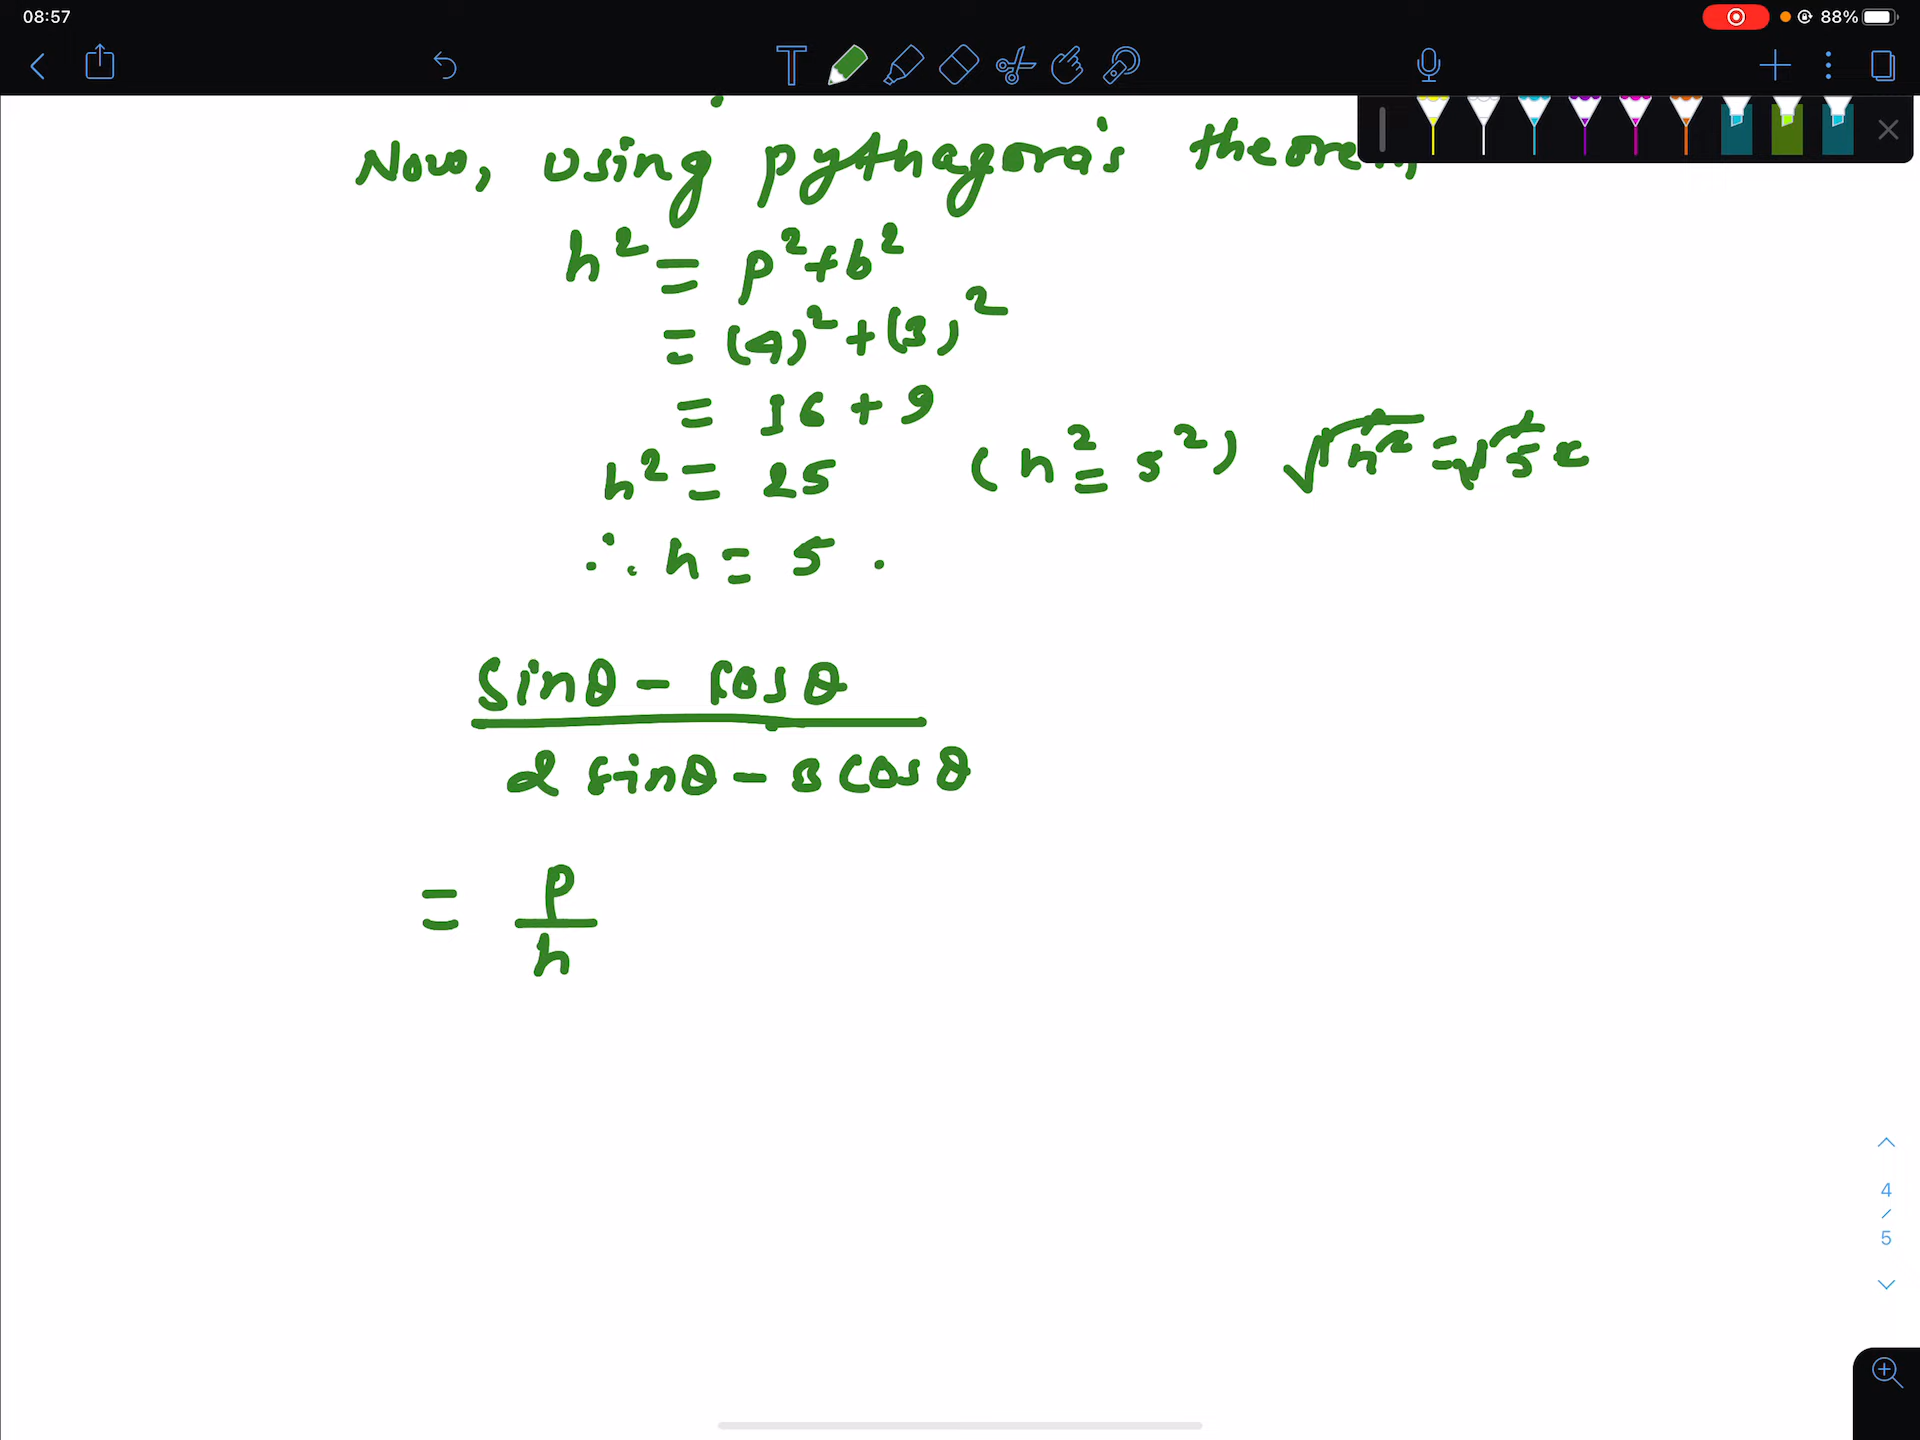 08:57
88%
Now, using pythagora's theorem,
h² = p²+b²
= (4)²+(3)²
= 16 + 9
h² = 25 (h² = 5²) √h² = √5²
∴ h = 5 .
Sinθ - Cosθ
2 sinθ - 3 cosθ
= p
h
4
/
5